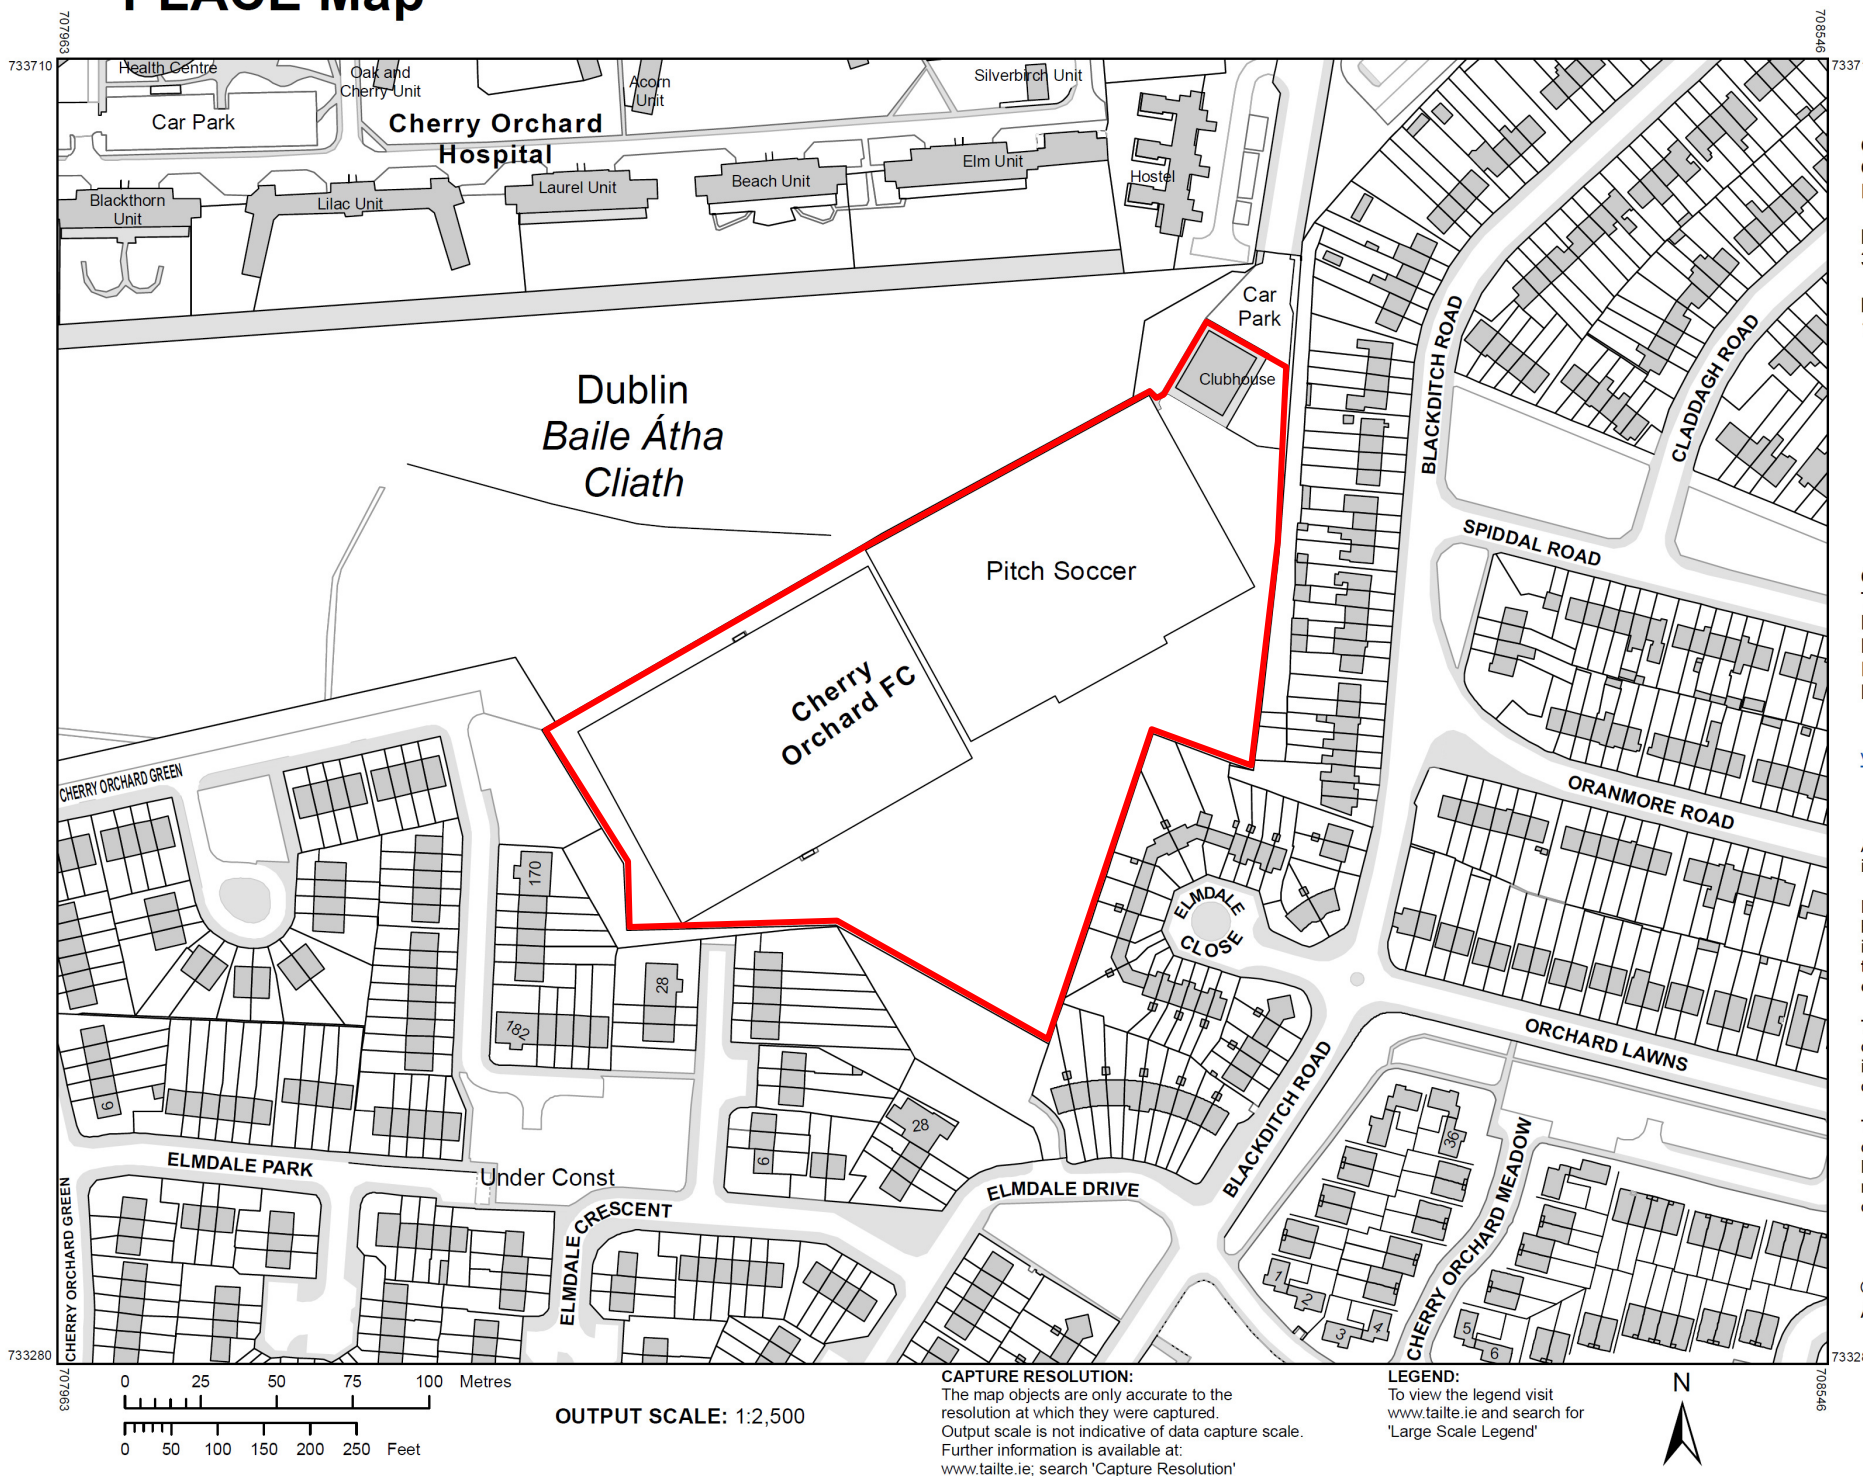 PLACE Map
707963
708546
733710
Health Centre
Oak and
Cherry Unit
Acorn
Unit
Silverbirch Unit
Car Park
Cherry Orchard
Hospital
Elm Unit
Beach Unit
Laurel Unit
Hostel
Blackthorn
Unit
Lilac Unit
Car
Park
Clubhouse
Dublin
Baile Átha
Cliath
BLACKDITCH ROAD
CLADDAGH ROAD
SPIDDAL ROAD
Pitch Soccer
Cherry
Orchard FC
CHERRY ORCHARD GREEN
ORANMORE ROAD
170
ELMDALE
CLOSE
28
182
ORCHARD LAWNS
BLACKDITCH ROAD
6
28
6
36
ELMDALE PARK
Under Const
ELMDALE DRIVE
ELMDALE CRESCENT
CHERRY ORCHARD GREEN
CHERRY ORCHARD MEADOW
1
2
3
4
5
6
733280
707963
708546
0 25 50 75 100 Metres
0 50 100 150 200 250 Feet
OUTPUT SCALE: 1:2,500
CAPTURE RESOLUTION:
The map objects are only accurate to the
resolution at which they were captured.
Output scale is not indicative of data capture scale.
Further information is available at:
www.tailte.ie; search 'Capture Resolution'
LEGEND:
To view the legend visit
www.tailte.ie and search for
'Large Scale Legend'
N